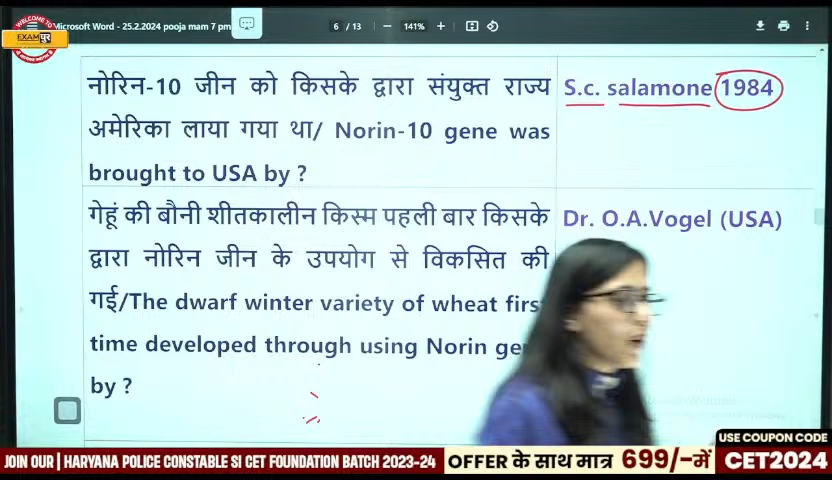 WELCOME TO
EXAMपुर
Microsoft Word - 25.2.2024 pooja mam 7 pm
6 / 13
141%
नोरिन-10 जीन को किसके द्वारा संयुक्त राज्य
अमेरिका लाया गया था/ Norin-10 gene was
brought to USA by ?
S.c. salamone 1984
गेहूं की बौनी शीतकालीन किस्म पहली बार किसके
द्वारा नोरिन जीन के उपयोग से विकसित की
गई/The dwarf winter variety of wheat firs
time developed through using Norin ge
by ?
Dr. O.A.Vogel (USA)
USE COUPON CODE
JOIN OUR | HARYANA POLICE CONSTABLE SI CET FOUNDATION BATCH 2023-24 OFFER के साथ मात्र 699/-में CET2024